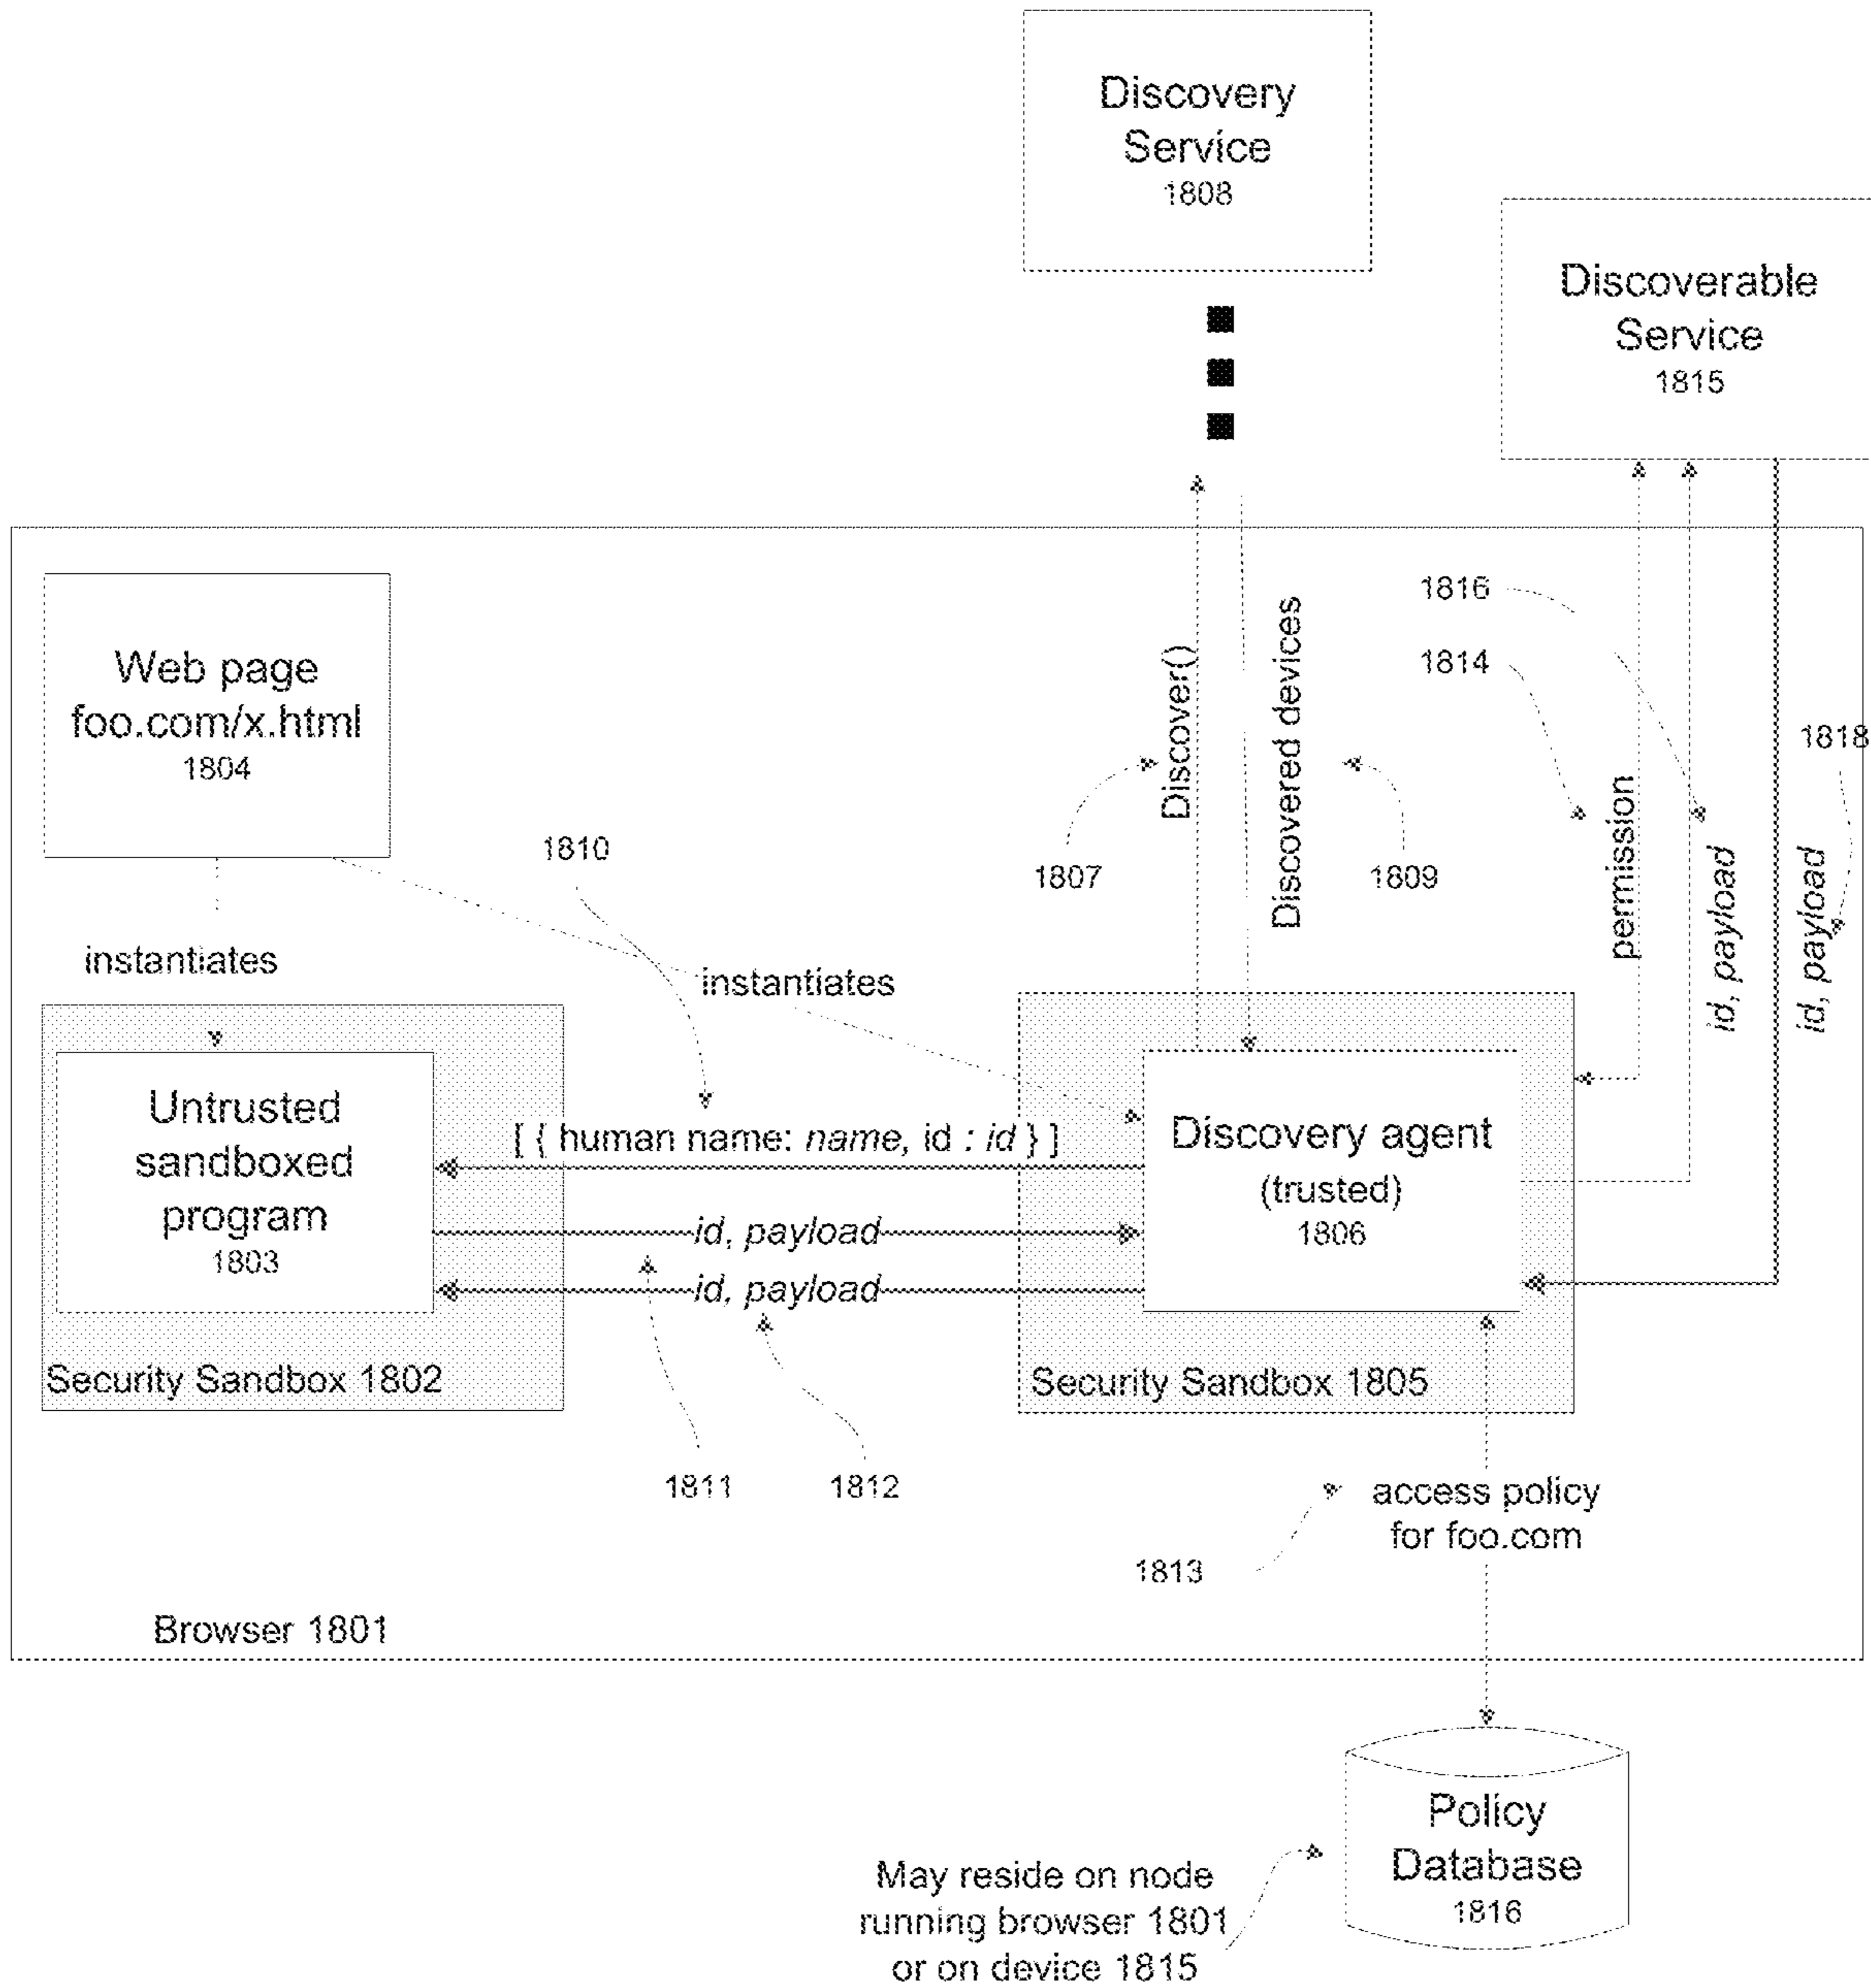 Discovery
Service
1808
Discoverable
Service
1815
Web page
foo.com/x.html
1804
1816
1814
1818
Discover()
Discovered devices
permission
id, payload
id, payload
1810
1807
1809
instantiates
instantiates
Untrusted
sandboxed
program
1803
[ { human name: name, id : id } ]
id, payload
id, payload
Discovery agent
(trusted)
1806
Security Sandbox 1802
Security Sandbox 1805
1811
1812
access policy
for foo.com
1813
Browser 1801
Policy
Database
1816
May reside on node
running browser 1801
or on device 1815